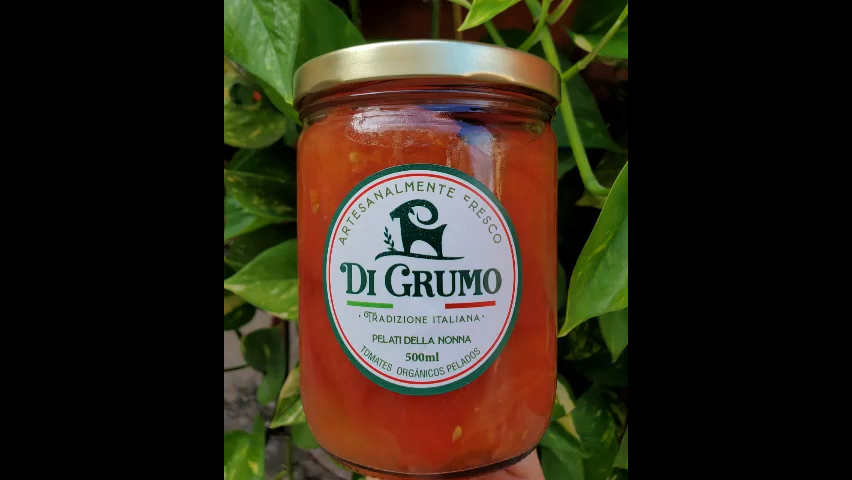 ARTESANALMENTE FRESCO
DI GRUMO
· TRADIZIONE ITALIANA ·
PELATI DELLA NONNA
500ml
TOMATES ORGÁNICOS PELADOS